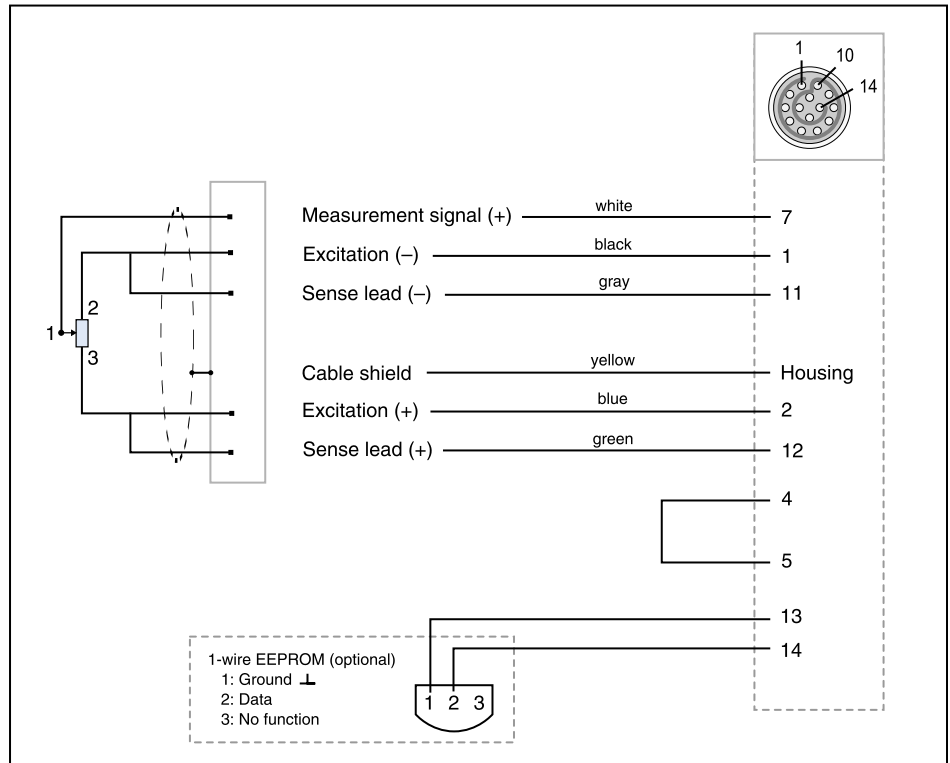 1
10
14
Measurement signal (+) white 7
Excitation (–) black 1
Sense lead (–) gray 11
2
1
3
Cable shield yellow Housing
Excitation (+) blue 2
Sense lead (+) green 12
4
5
13
14
1-wire EEPROM (optional)
1: Ground
2: Data
3: No function
1 2 3